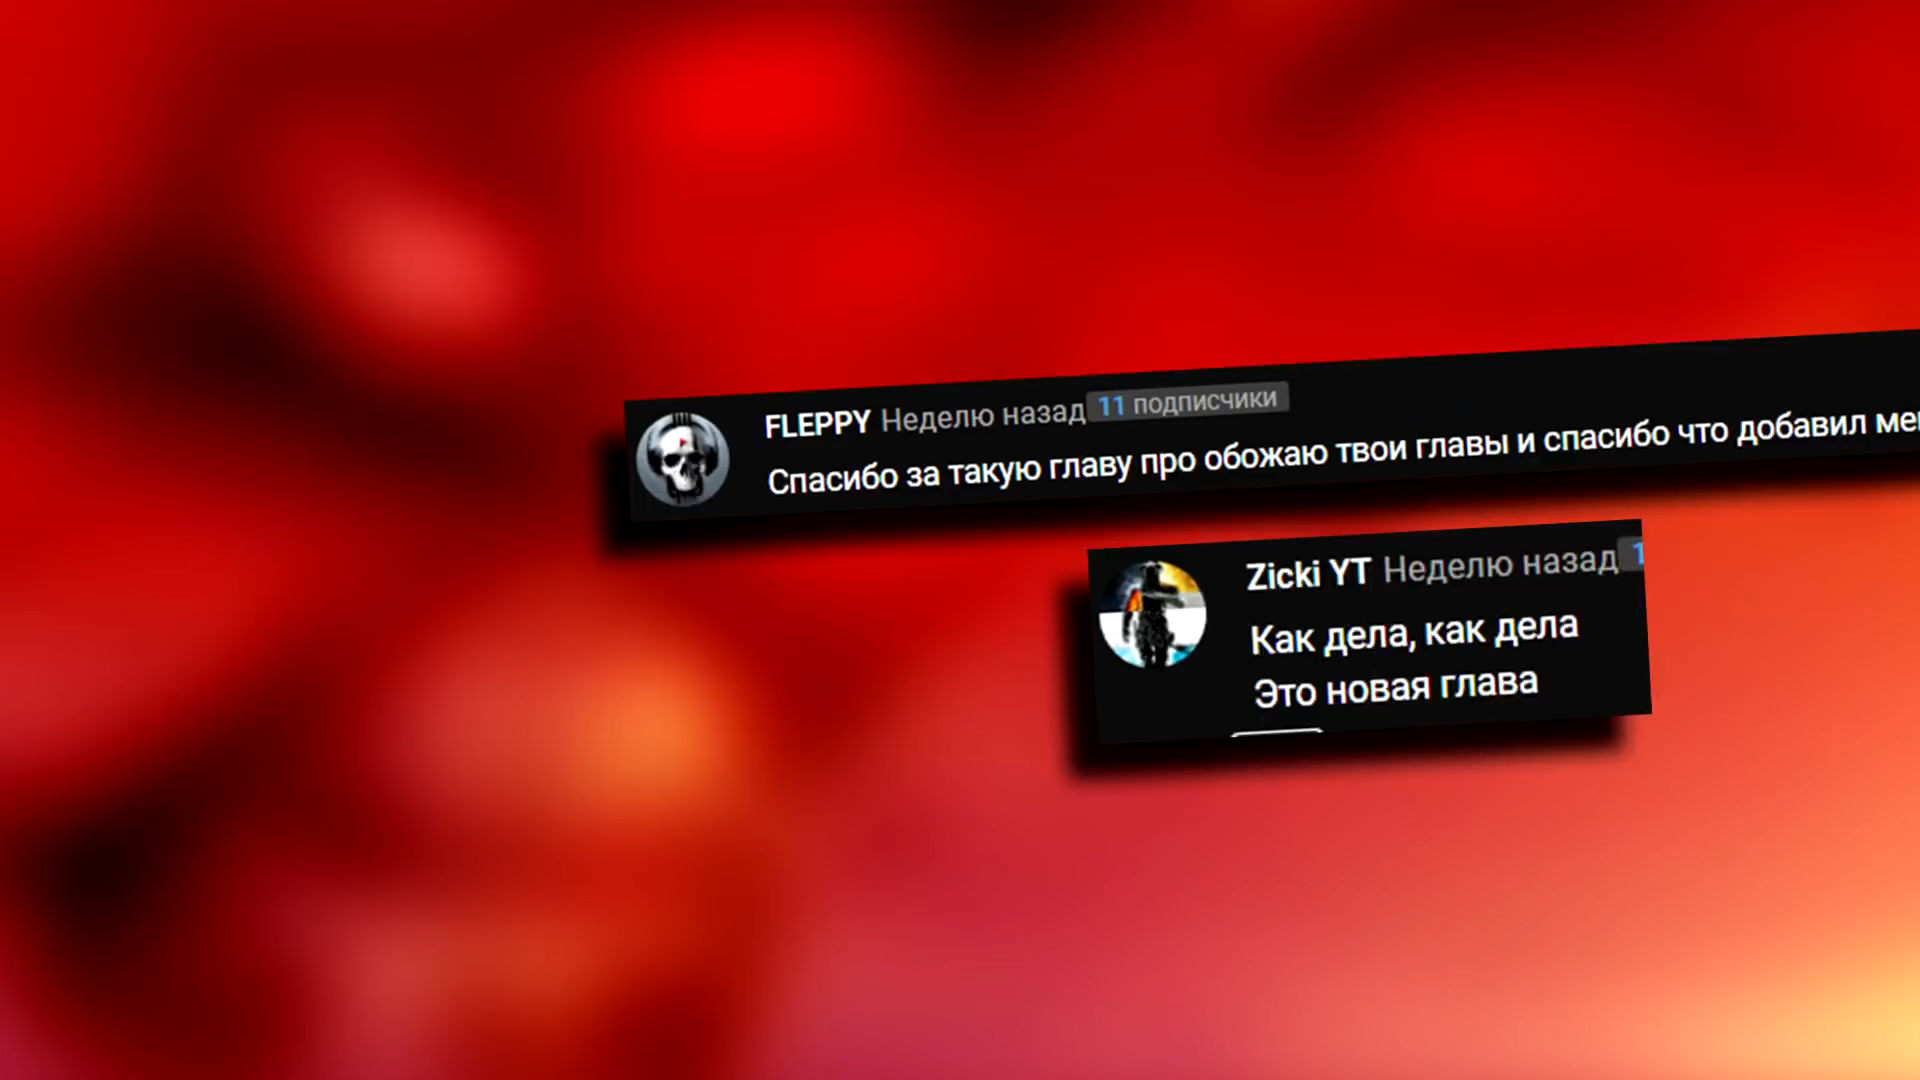 FLEPPY Неделю назад 11 подписчики
Спасибо за такую главу про обожаю твои главы и спасибо что добавил
Zicki YT Неделю назад 1
Как дела, как дела
Это новая глава